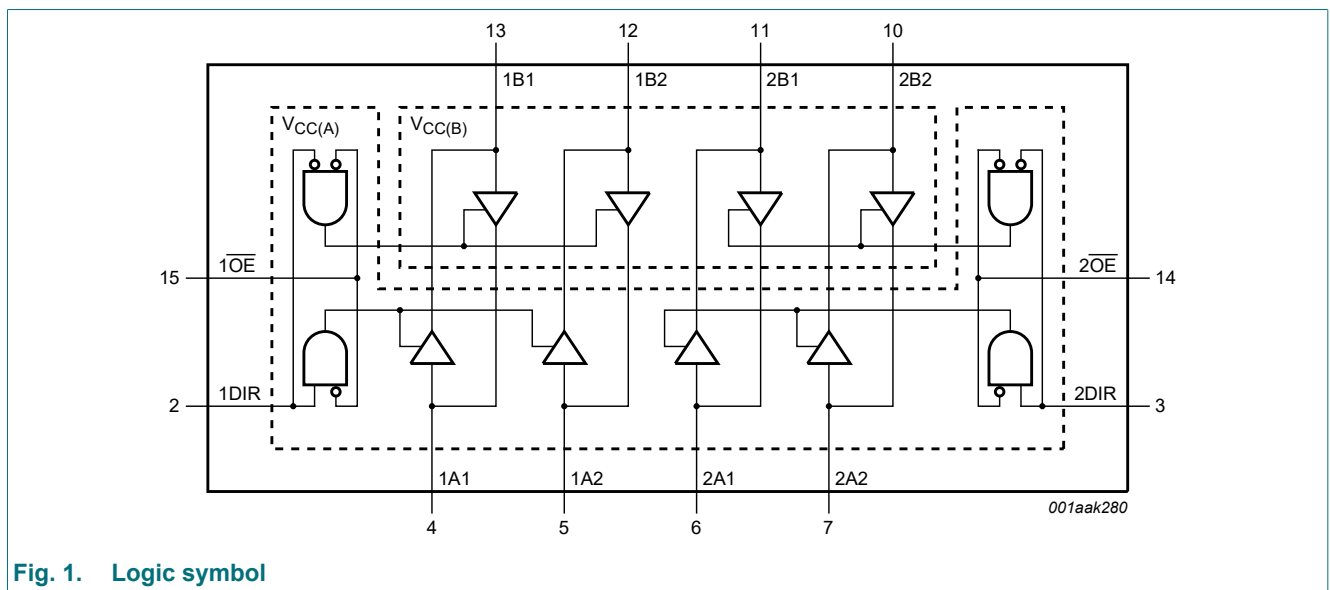 13 12 11 10
1B1 1B2 2B1 2B2
VCC(A) VCC(B)
15 1OE 2OE 14
2 1DIR 2DIR 3
1A1 1A2 2A1 2A2
4 5 6 7
001aak280
Fig. 1. Logic symbol